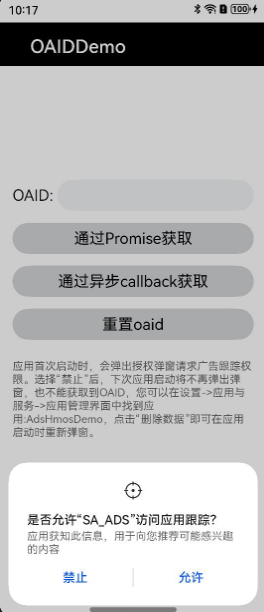 10:17
100
OAIDDemo
OAID:
通过Promise获取
通过异步callback获取
重置oaid
应用首次启动时，会弹出授权弹窗请求广告跟踪权
限。选择“禁止”后，下次应用启动将不再弹出弹
窗，也不能获取到OAID，您可以在设置->应用与
服务->应用管理界面中找到应
用:AdsHmosDemo，点击“删除数据”即可在应用
启动时重新弹窗。
是否允许“SA_ADS”访问应用跟踪？
应用获知此信息，用于向您推荐可能感兴趣
的内容
禁止
允许